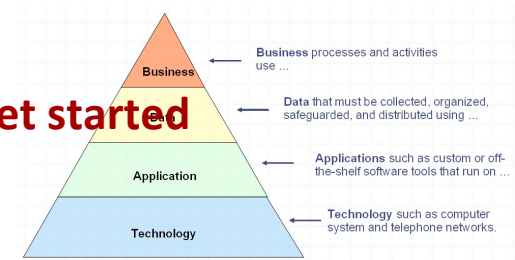 Business
Business processes and activities
use ...
et started
Data
Data that must be collected, organized,
safeguarded, and distributed using ...
Application
Applications such as custom or off-
the-shelf software tools that run on ...
Technology
Technology such as computer
system and telephone networks.